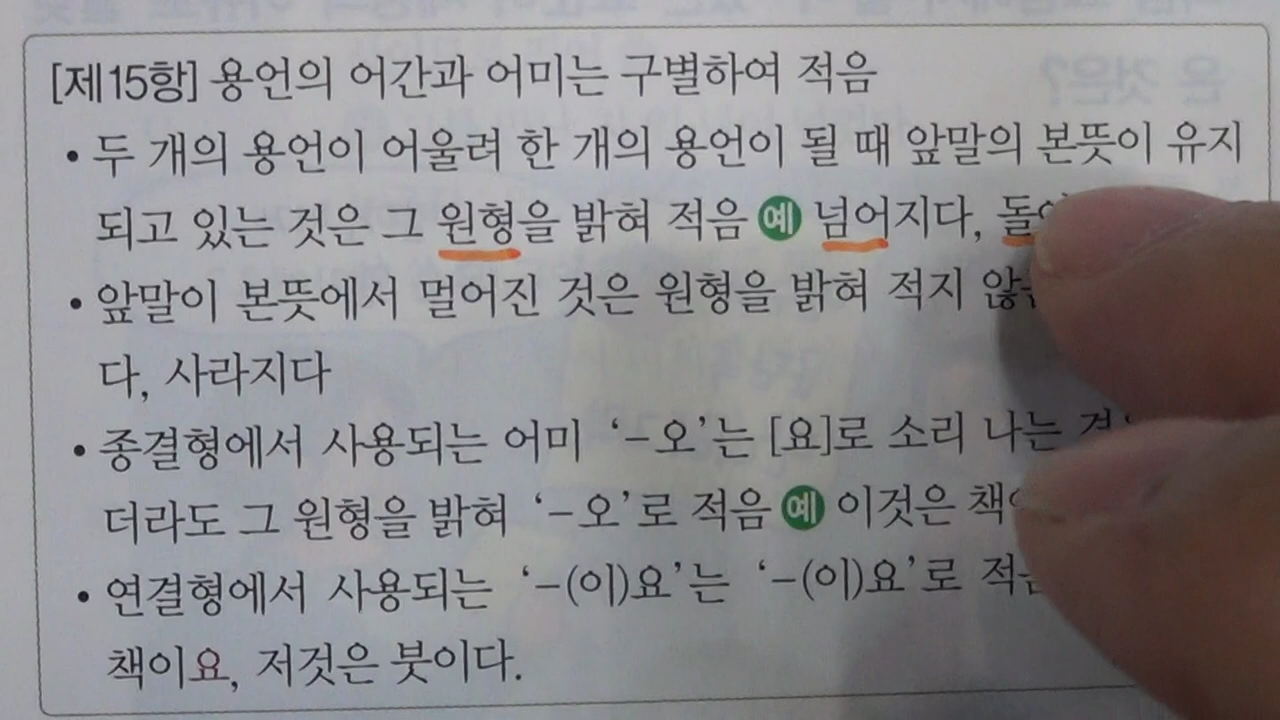 [제15항] 용언의 어간과 어미는 구별하여 적음
• 두 개의 용언이 어울려 한 개의 용언이 될 때 앞말의 본뜻이 유지
되고 있는 것은 그 원형을 밝혀 적음 예 넘어지다,
• 앞말이 본뜻에서 멀어진 것은 원형을 밝혀 적지
다, 사라지다
• 종결형에서 사용되는 어미 ‘-오’는 [요]로 소리 나는
더라도 그 원형을 밝혀 ‘-오’로 적음 예 이것은
• 연결형에서 사용되는 ‘-(이)요’는 ‘-(이)요’로
책이요, 저것은 붓이다.